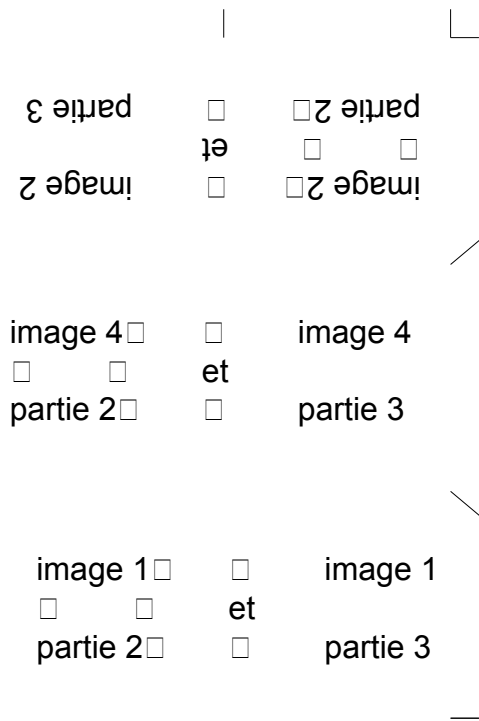 image 2□ □ image 2
□ □ et
partie 2□ □ partie 3
image 4□ □ image 4
□ □ et
partie 2□ □ partie 3
image 1□ □ image 1
□ □ et
partie 2□ □ partie 3